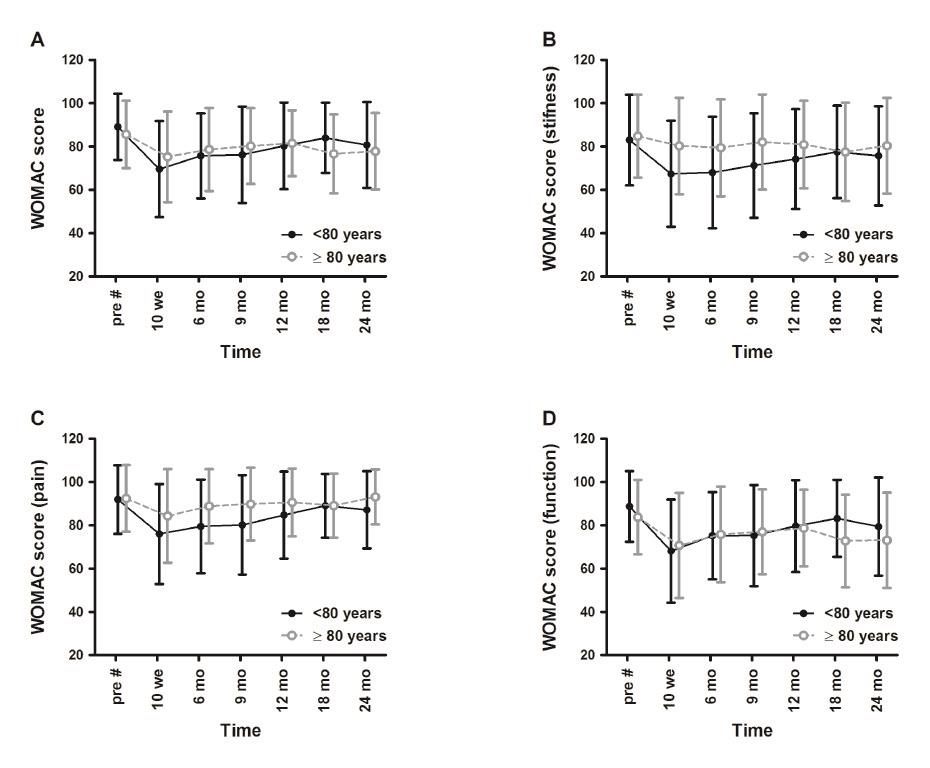 A
WOMAC score
120
100
80
60
40
20
<80 years
≥ 80 years
pre #
10 we
6 mo
9 mo
12 mo
18 mo
24 mo
Time
B
WOMAC score (stifness)
120
100
80
60
40
20
<80 years
≥ 80 years
pre #
10 we
6 mo
9 mo
12 mo
18 mo
24 mo
Time
C
WOMAC score (pain)
120
100
80
60
40
20
<80 years
≥ 80 years
pre #
10 we
6 mo
9 mo
12 mo
18 mo
24 mo
Time
D
WOMAC score (function)
120
100
80
60
40
20
<80 years
≥ 80 years
pre #
10 we
6 mo
9 mo
12 mo
18 mo
24 mo
Time